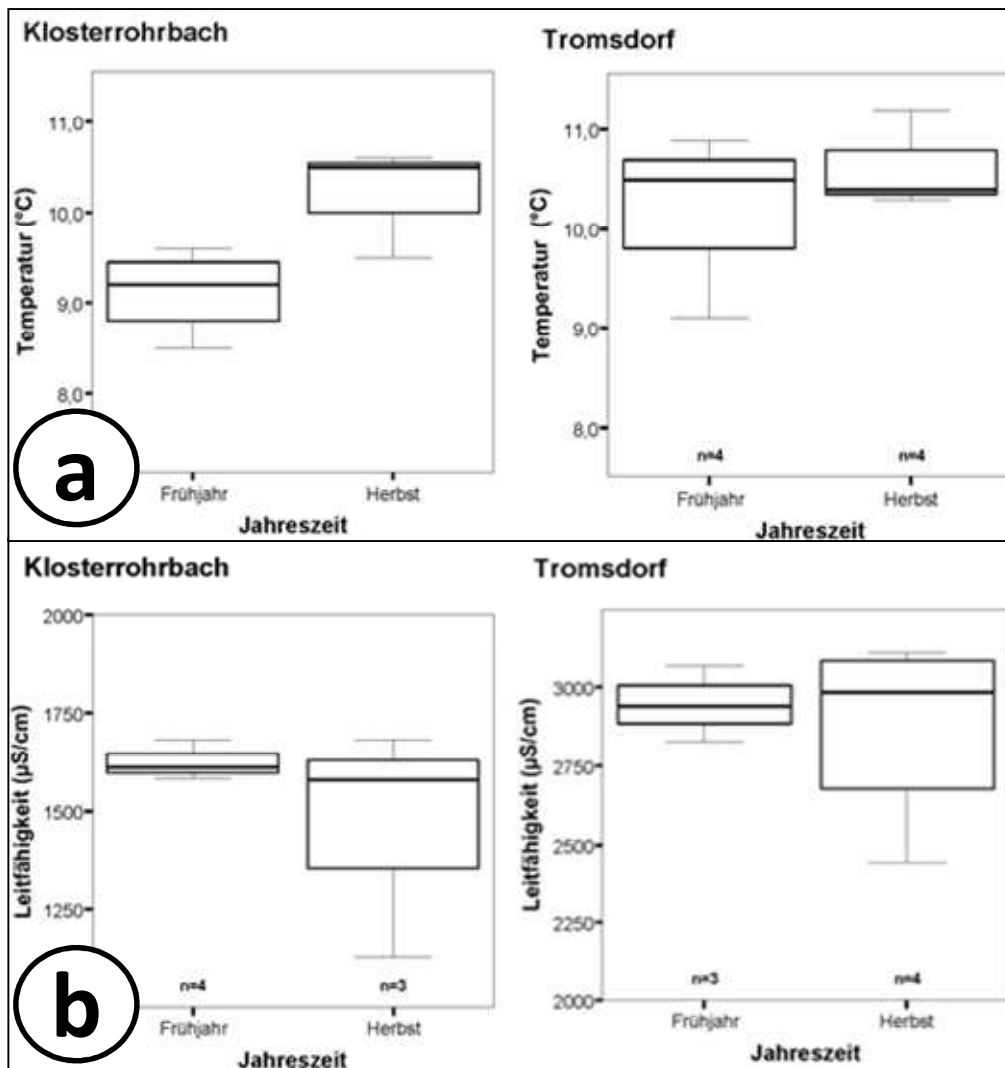 Klosterrohrbach
Temperatur (°C)
11,0
10,0
9,0
8,0
Frühjahr
Herbst
Jahreszeit
Tromsdorf
Temperatur (°C)
11,0
10,0
9,0
8,0
n=4
n=4
Frühjahr
Herbst
Jahreszeit
a
Klosterrohrbach
Leitfähigkeit (µS/cm)
2000
1750
1500
1250
n=4
n=3
Frühjahr
Herbst
Jahreszeit
Tromsdorf
Leitfähigkeit (µS/cm)
3000
2750
2500
2250
2000
n=3
n=4
Frühjahr
Herbst
Jahreszeit
b